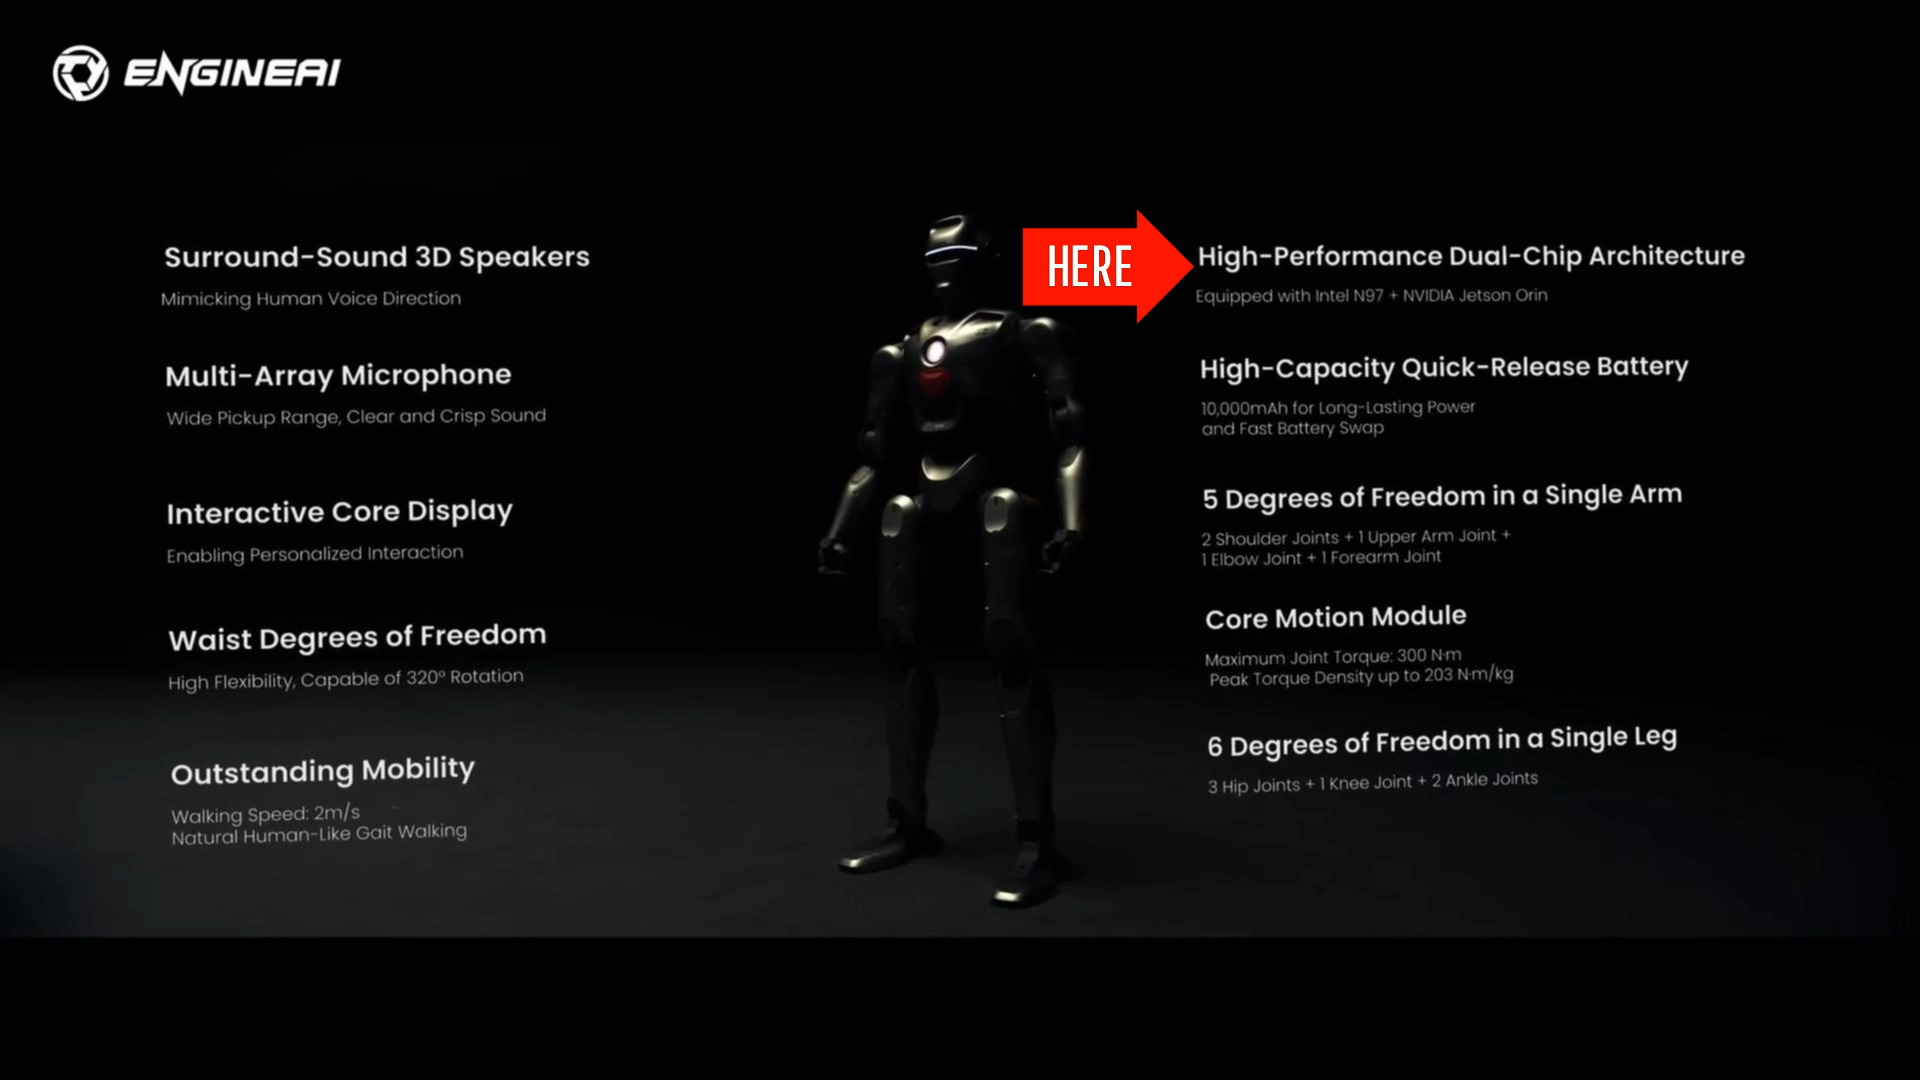 ENGINEAI
Surround-Sound 3D Speakers
Mimicking Human Voice Direction
Multi-Array Microphone
Wide Pickup Range, Clear and Crisp Sound
Interactive Core Display
Enabling Personalized Interaction
Waist Degrees of Freedom
High Flexibility, Capable of 320° Rotation
Outstanding Mobility
Walking Speed: 2m/s
Natural Human-Like Gait Walking
HERE
High-Performance Dual-Chip Architecture
Equipped with Intel N97 + NVIDIA Jetson Orin
High-Capacity Quick-Release Battery
10,000mAh for Long-Lasting Power
and Fast Battery Swap
5 Degrees of Freedom in a Single Arm
2 Shoulder Joints + 1 Upper Arm Joint +
1 Elbow Joint + 1 Forearm Joint
Core Motion Module
Maximum Joint Torque: 300 N·m
Peak Torque Density up to 203 N·m/kg
6 Degrees of Freedom in a Single Leg
3 Hip Joints + 1 Knee Joint + 2 Ankle Joints